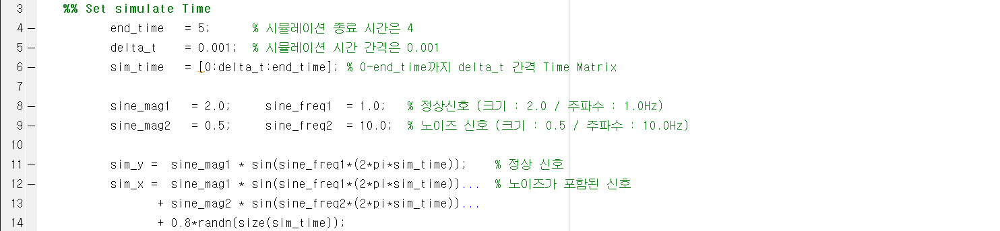 3 %% Set simulate Time
4 – end_time = 5; % 시뮬레이션 종료 시간은 4
5 – delta_t = 0.001; % 시뮬레이션 시간 간격은 0.001
6 – sim_time = [0:delta_t:end_time]; % 0~end_time까지 delta_t 간격 Time Matrix
7
8 – sine_mag1 = 2.0; sine_freq1 = 1.0; % 정상신호 (크기 : 2.0 / 주파수 : 1.0Hz)
9 – sine_mag2 = 0.5; sine_freq2 = 10.0; % 노이즈 신호 (크기 : 0.5 / 주파수 : 10.0Hz)
10
11 – sim_y = sine_mag1 * sin(sine_freq1*(2*pi*sim_time)); % 정상 신호
12 – sim_x = sine_mag1 * sin(sine_freq1*(2*pi*sim_time))... % 노이즈가 포함된 신호
13 + sine_mag2 * sin(sine_freq2*(2*pi*sim_time))...
14 + 0.8*randn(size(sim_time));